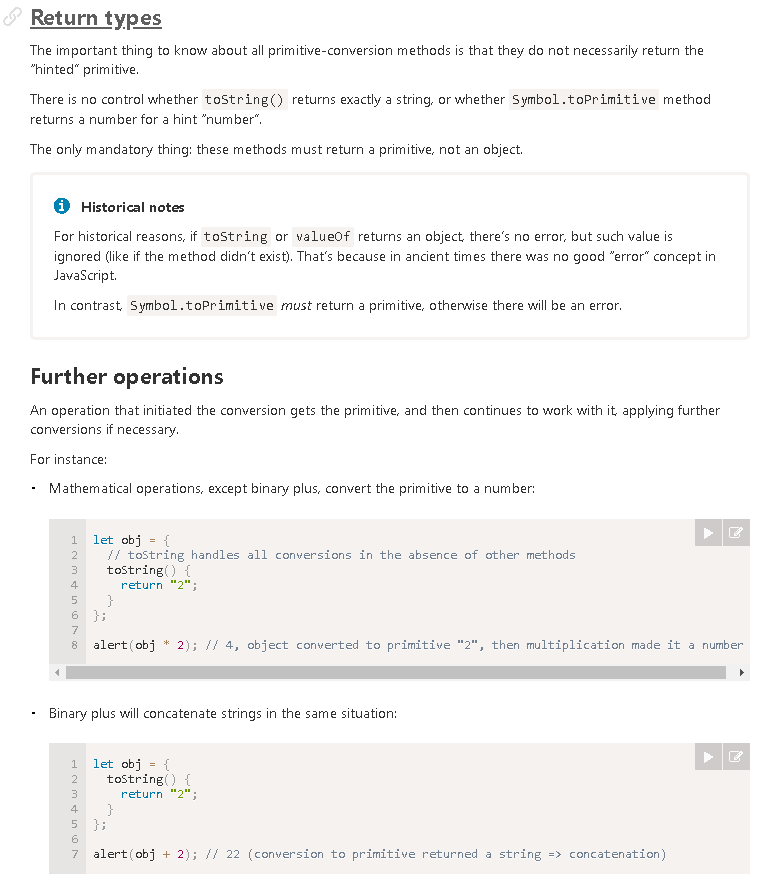 Return types
The important thing to know about all primitive-conversion methods is that they do not necessarily return the
“hinted” primitive.
There is no control whether toString() returns exactly a string, or whether Symbol.toPrimitive method
returns a number for a hint “number”.
The only mandatory thing: these methods must return a primitive, not an object.
Historical notes
For historical reasons, if toString or valueOf returns an object, there’s no error, but such value is
ignored (like if the method didn’t exist). That’s because in ancient times there was no good “error” concept in
JavaScript.
In contrast, Symbol.toPrimitive must return a primitive, otherwise there will be an error.
Further operations
An operation that initiated the conversion gets the primitive, and then continues to work with it, applying further
conversions if necessary.
For instance:
• Mathematical operations, except binary plus, convert the primitive to a number:
1 let obj = {
2   // toString handles all conversions in the absence of other methods
3   toString() {
4     return "2";
5   }
6 };
7
8 alert(obj * 2); // 4, object converted to primitive "2", then multiplication made it a number
• Binary plus will concatenate strings in the same situation:
1 let obj = {
2   toString() {
3     return "2";
4   }
5 };
6
7 alert(obj + 2); // 22 (conversion to primitive returned a string => concatenation)